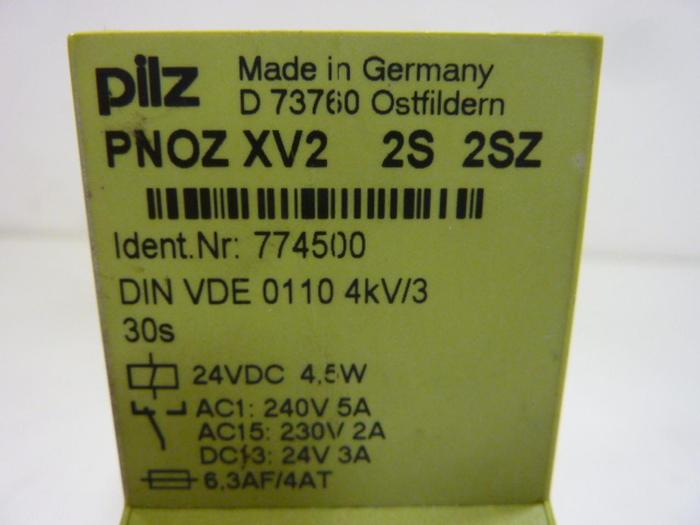 pilz Made in Germany
D 73760 Ostfildern
PNOZ XV2 2S 2SZ
Ident.Nr: 774500
DIN VDE 0110 4kV/3
30s
24VDC 4,5W
AC1: 240V 5A
AC15: 230V 2A
DC13: 24V 3A
6,3AF/4AT